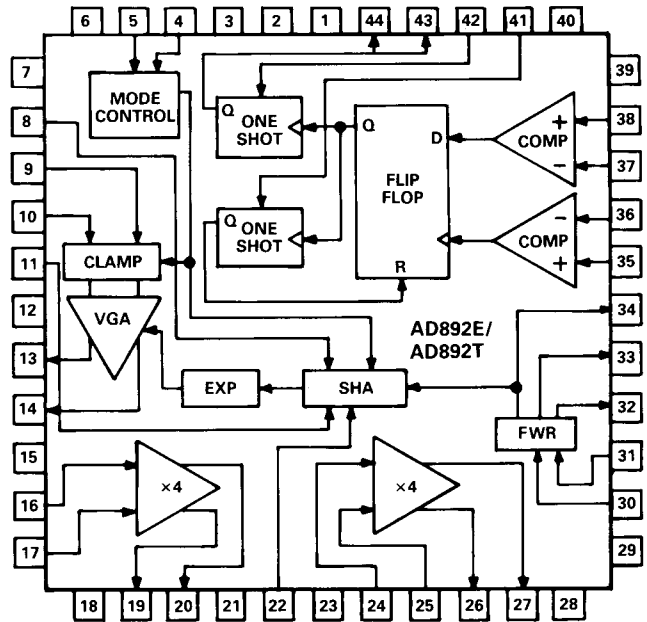 6 5 4 3 2 1 44 43 42 41 40
7
8
9
10
11
12
13
14
15
16
17
39
38
37
36
35
34
33
32
31
30
29
18 19 20 21 22 23 24 25 26 27 28
MODE
CONTROL
Q
ONE
SHOT
Q
ONE
SHOT
Q
D
FLIP
FLOP
R
+
COMP
−
−
COMP
+
CLAMP
VGA
EXP
SHA
AD892E/
AD892T
FWR
×4
×4